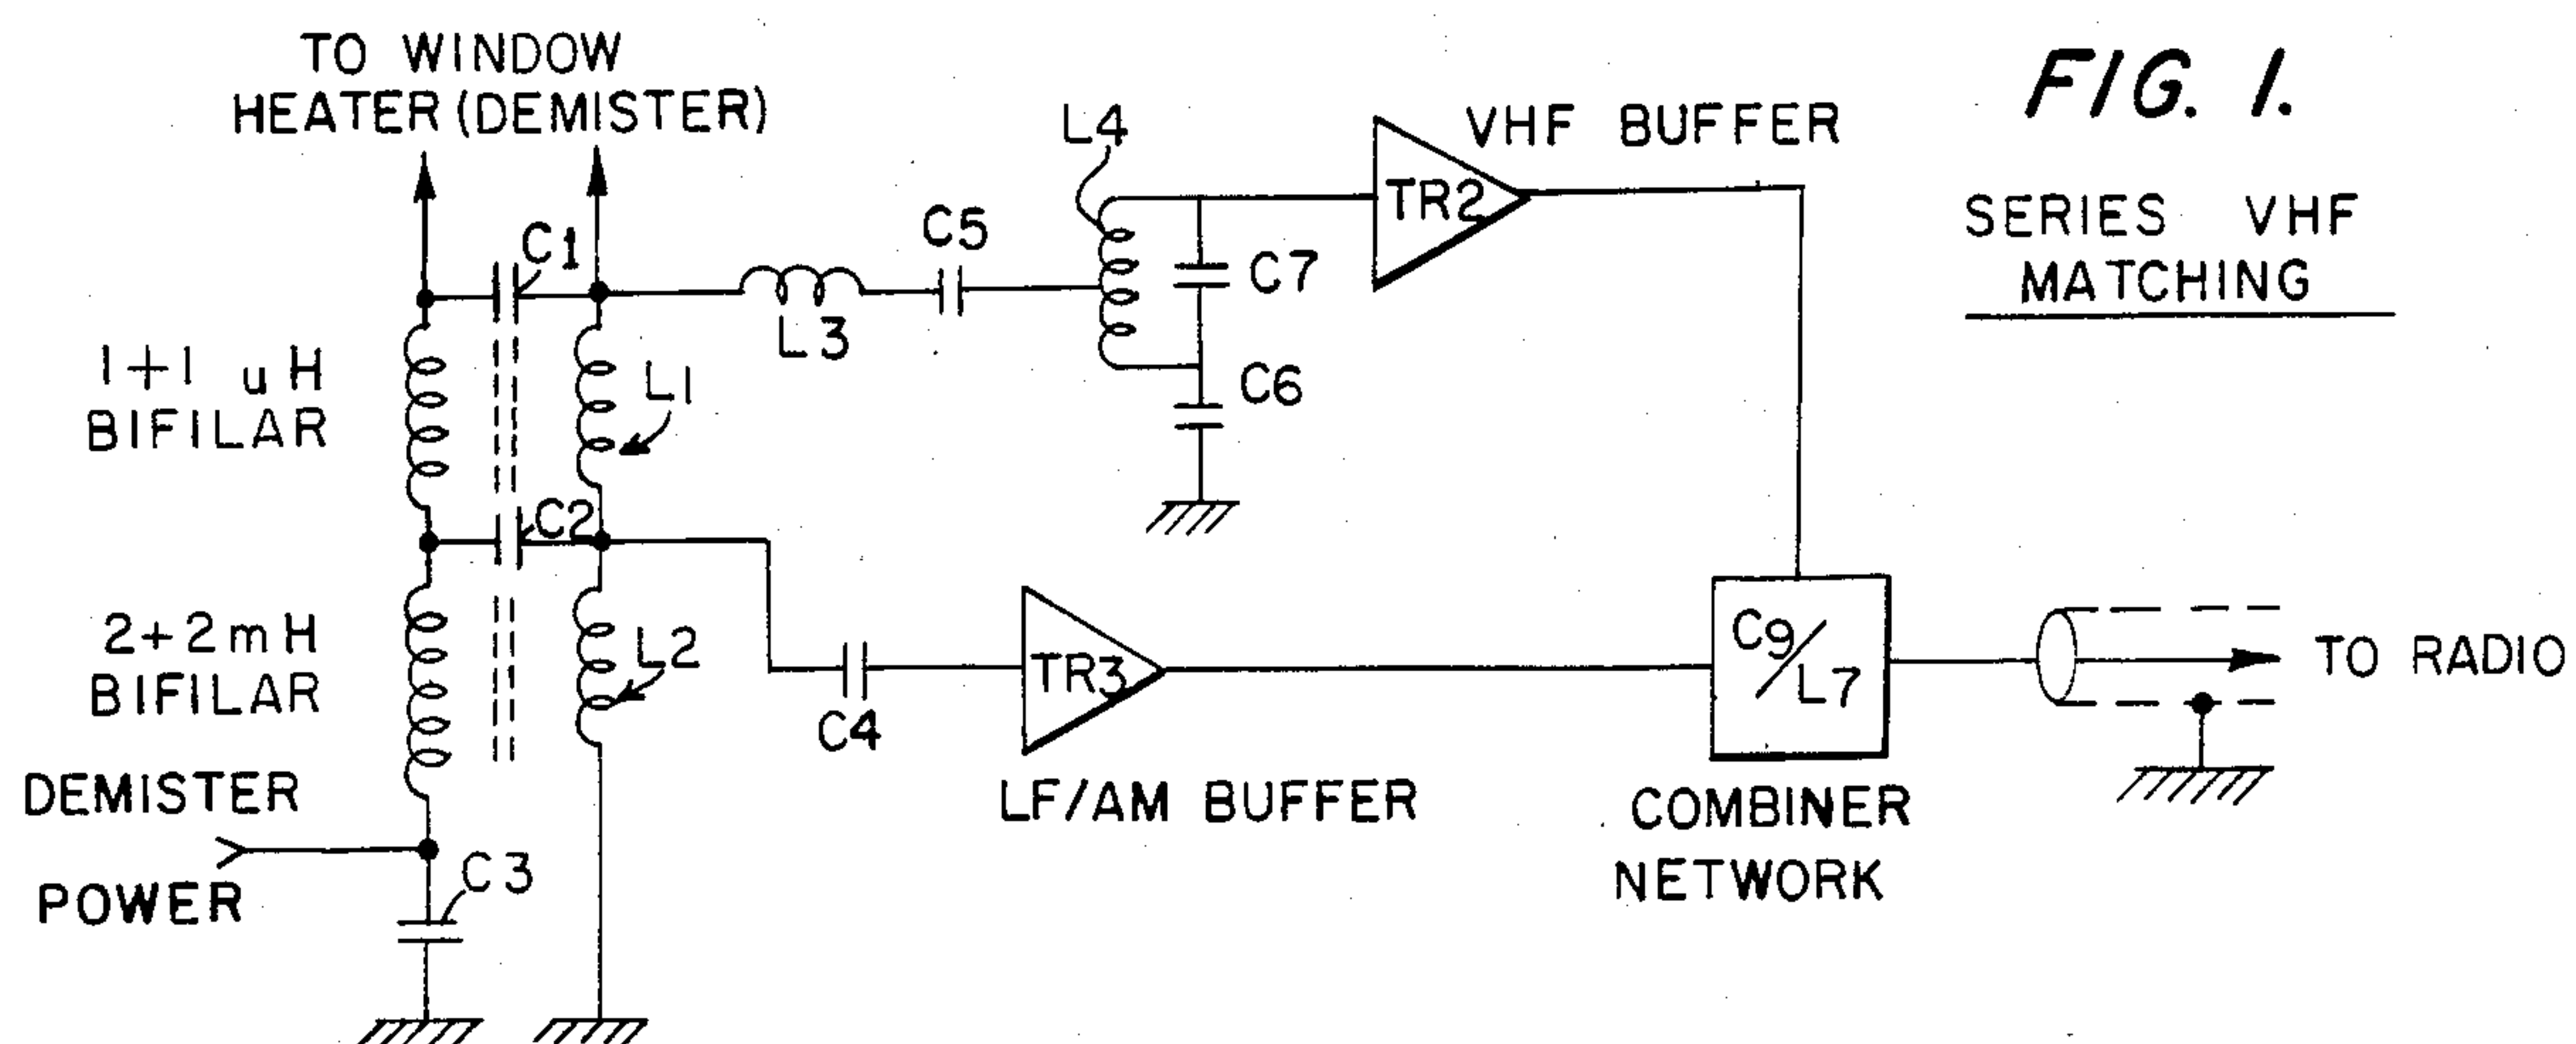 TO WINDOW
HEATER (DEMISTER)
FIG. 1.
SERIES VHF
MATCHING
L4
VHF BUFFER
TR2
C1
C5
L3
C7
C6
1+1 uH
BIFILAR
L1
C2
2+2mH
BIFILAR
L2
C4
TR3
LF/AM BUFFER
C9/L7
COMBINER
NETWORK
TO RADIO
DEMISTER
POWER
C3